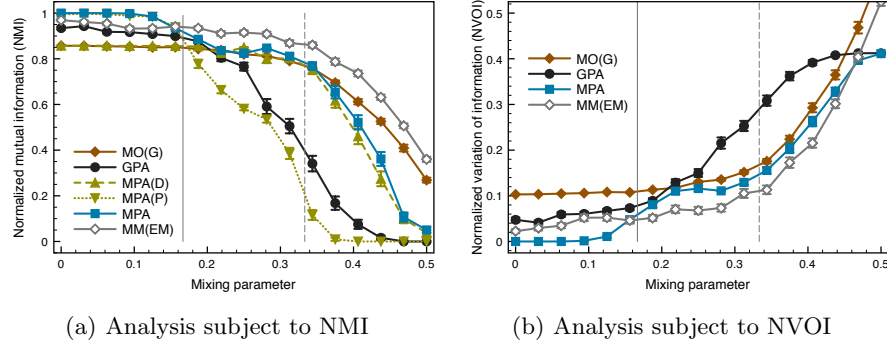 Normalized mutual information (NMI)
1
0.8
0.6
0.4
0.2
0
MO(G)
GPA
MPA(D)
MPA(P)
MPA
MM(EM)
0
0.1
0.2
0.3
0.4
0.5
Mixing parameter
(a) Analysis subject to NMI
Normalized variation of information (NVOI)
0.5
0.4
0.3
0.2
0.1
0
MO(G)
GPA
MPA
MM(EM)
0
0.1
0.2
0.3
0.4
0.5
Mixing parameter
(b) Analysis subject to NVOI